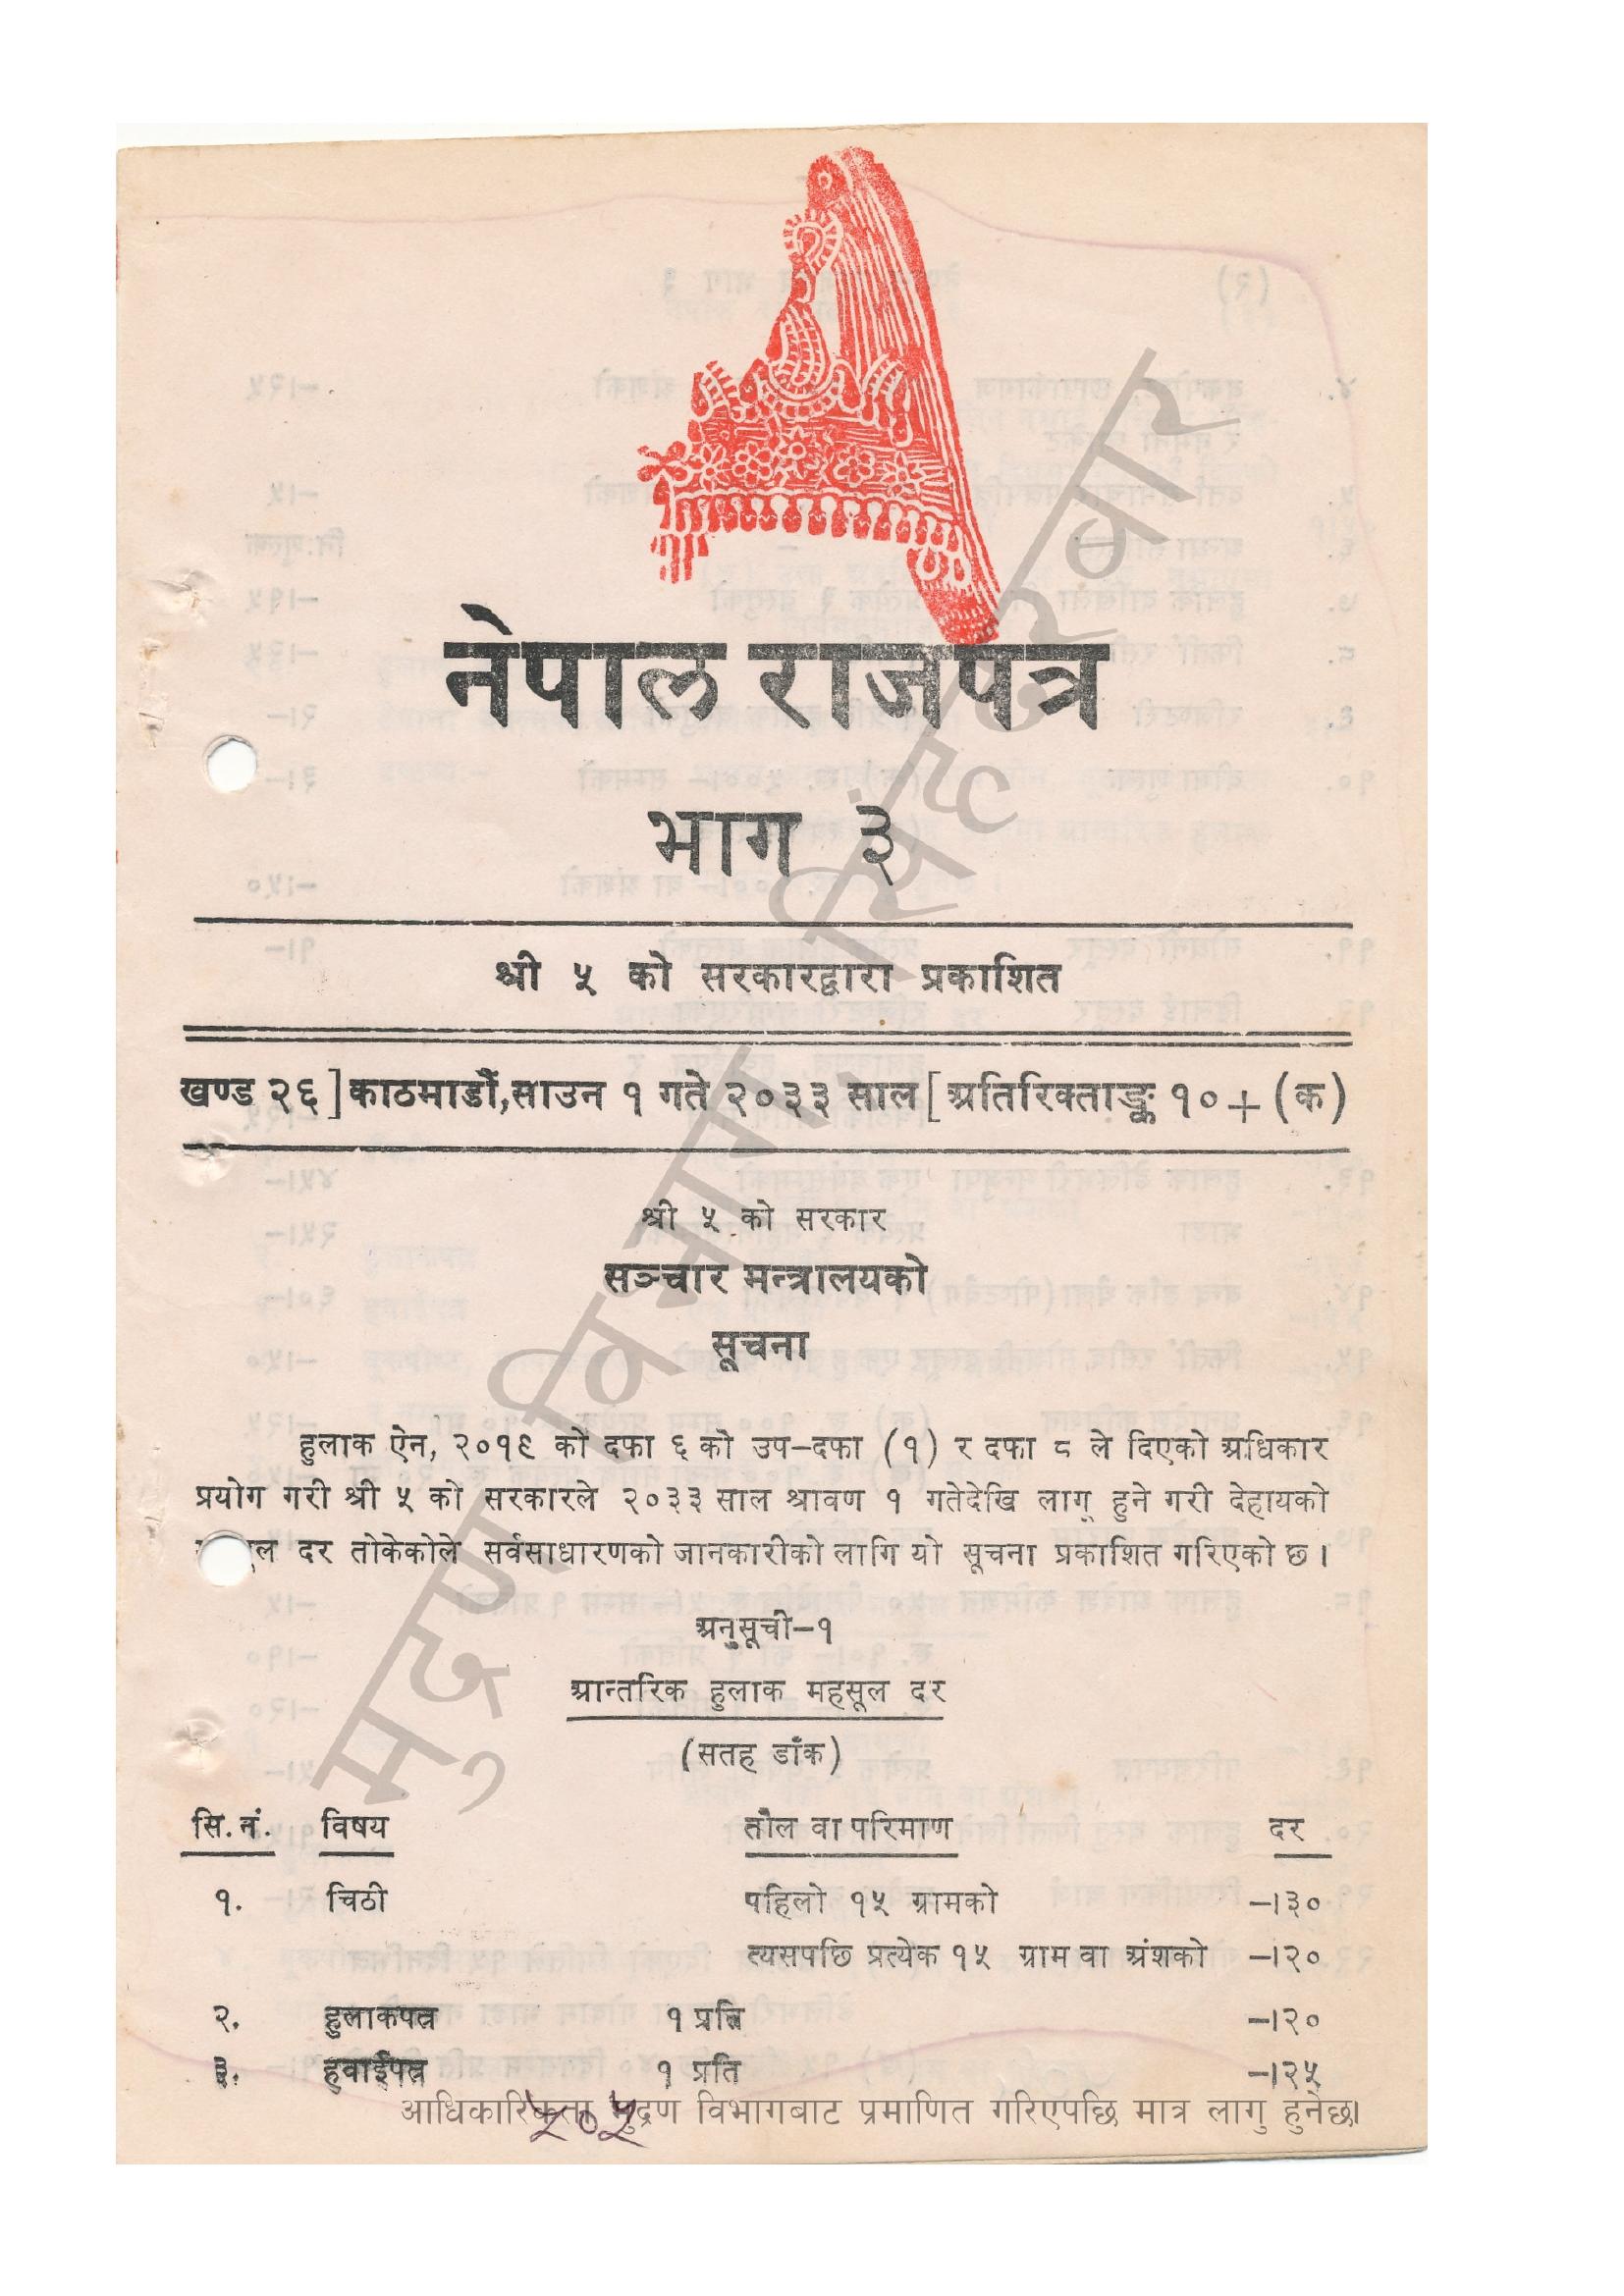 नेपाल राजपत्र
भाग ३
श्री ५ को सरकारद्वारा प्रकाशित
खण्ड २६] काठमाडौं, साउन १ गते २०३३ साल [अतिरिक्ताङ्क १०+(क)
श्री ५ को सरकार
सञ्चार मन्त्रालयको
सूचना
हुलाक ऐन, २०१९ को दफा ६ को उप-दफा (१) र दफा ८ ले दिएको अधिकार
प्रयोग गरी श्री ५ को सरकारले २०३३ साल श्रावण १ गतेदेखि लागू हुने गरी देहायको
दर तोकेकोले सर्वसाधारणको जानकारीको लागि यो सूचना प्रकाशित गरिएको छ।
अनुसूची-१
आन्तरिक हुलाक महसूल दर
(सतह डाँक)
सि.नं. विषय तौल वा परिमाण दर
१. चिठी पहिलो १५ ग्रामको -।३०
त्यसपछि प्रत्येक १५ ग्राम वा अंशको -।२०
२. हुलाकपत्र १ प्रति -।२०
३. हवाईपत्र १ प्रति -।२५
५०५
आधिकारिकता मुद्रण विभागबाट प्रमाणित गरिएपछि मात्र लागु हुनेछ।
मुद्रण विभाग, सिंहदरवार